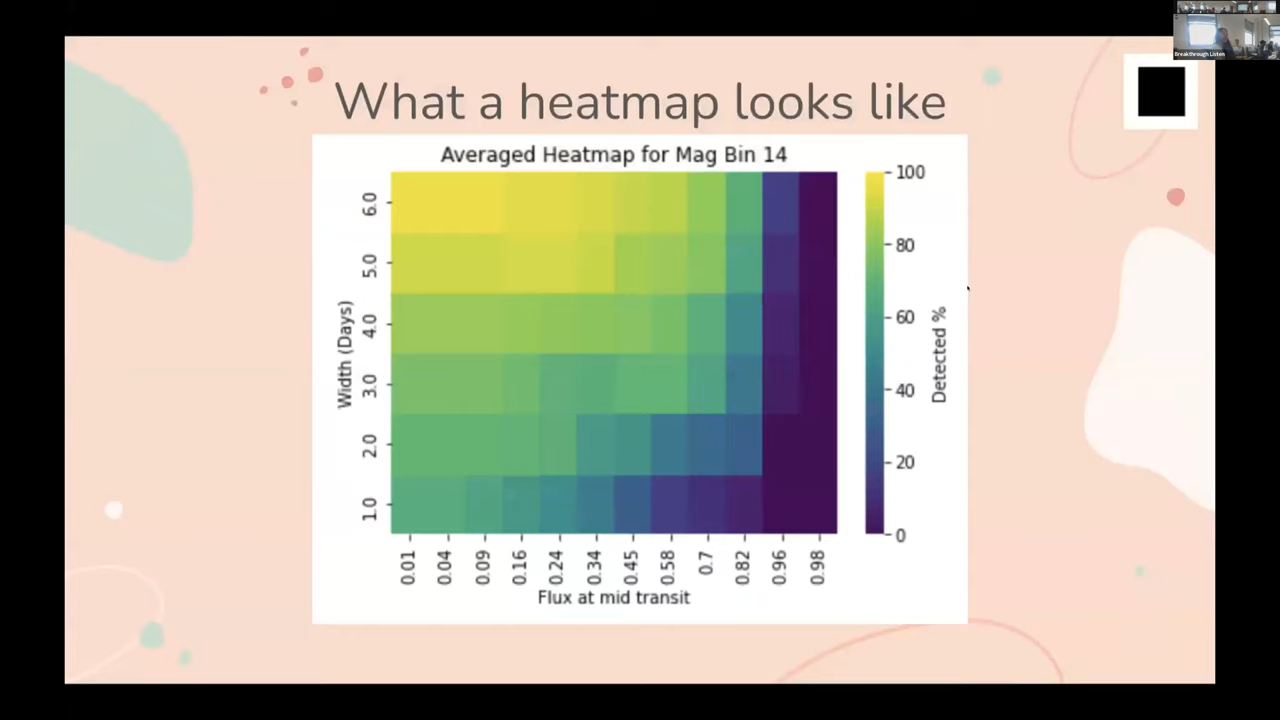 Breakthrough Listen
What a heatmap looks like
Averaged Heatmap for Mag Bin 14
Width (Days)
6.0
5.0
4.0
3.0
2.0
1.0
0.01 0.04 0.09 0.16 0.24 0.34 0.45 0.58 0.7 0.82 0.96 0.98
Flux at mid transit
100
80
60
40
20
0
Detected %